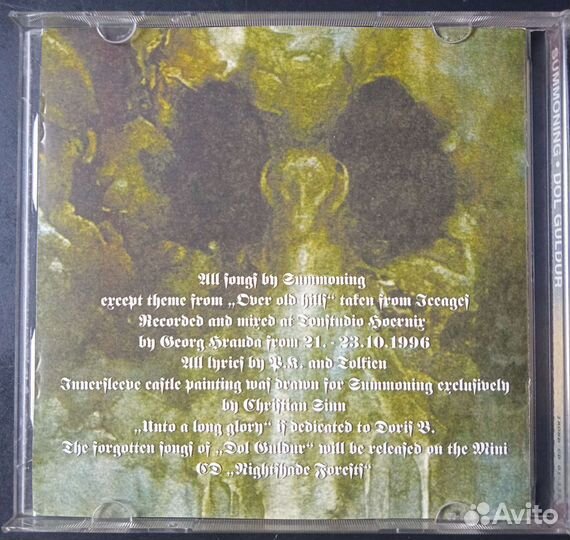 All songs by Summoning
except theme from „Over old hills“ taken from Iceages
Recorded and mixed at Tonstudio Hoernix
by Georg Hrauda from 21. - 23.10.1996
All lyrics by P.K. and Tolkien
Innersleeve castle painting was drawn for Summoning exclusively
by Christian Sinn
„Unto a long glory“ is dedicated to Doris B.
The forgotten songs of „Dol Guldur“ will be released on the Mini
CD „Nightshade Forests“
SUMMONING • DOL GULDUR
Avito